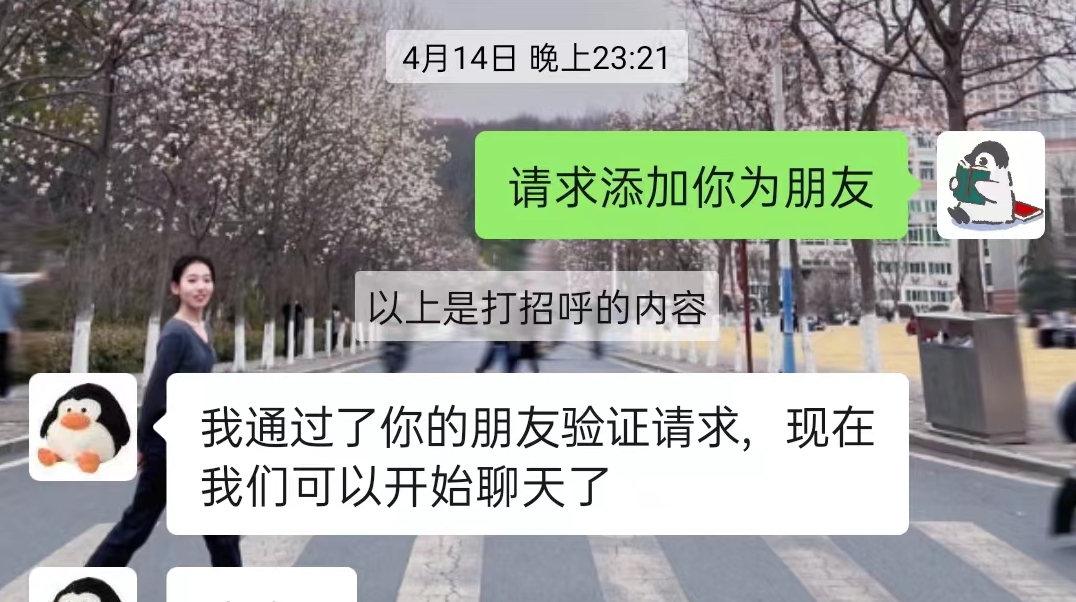 4月14日 晚上23:21
请求添加你为朋友
以上是打招呼的内容
我通过了你的朋友验证请求，现在
我们可以开始聊天了